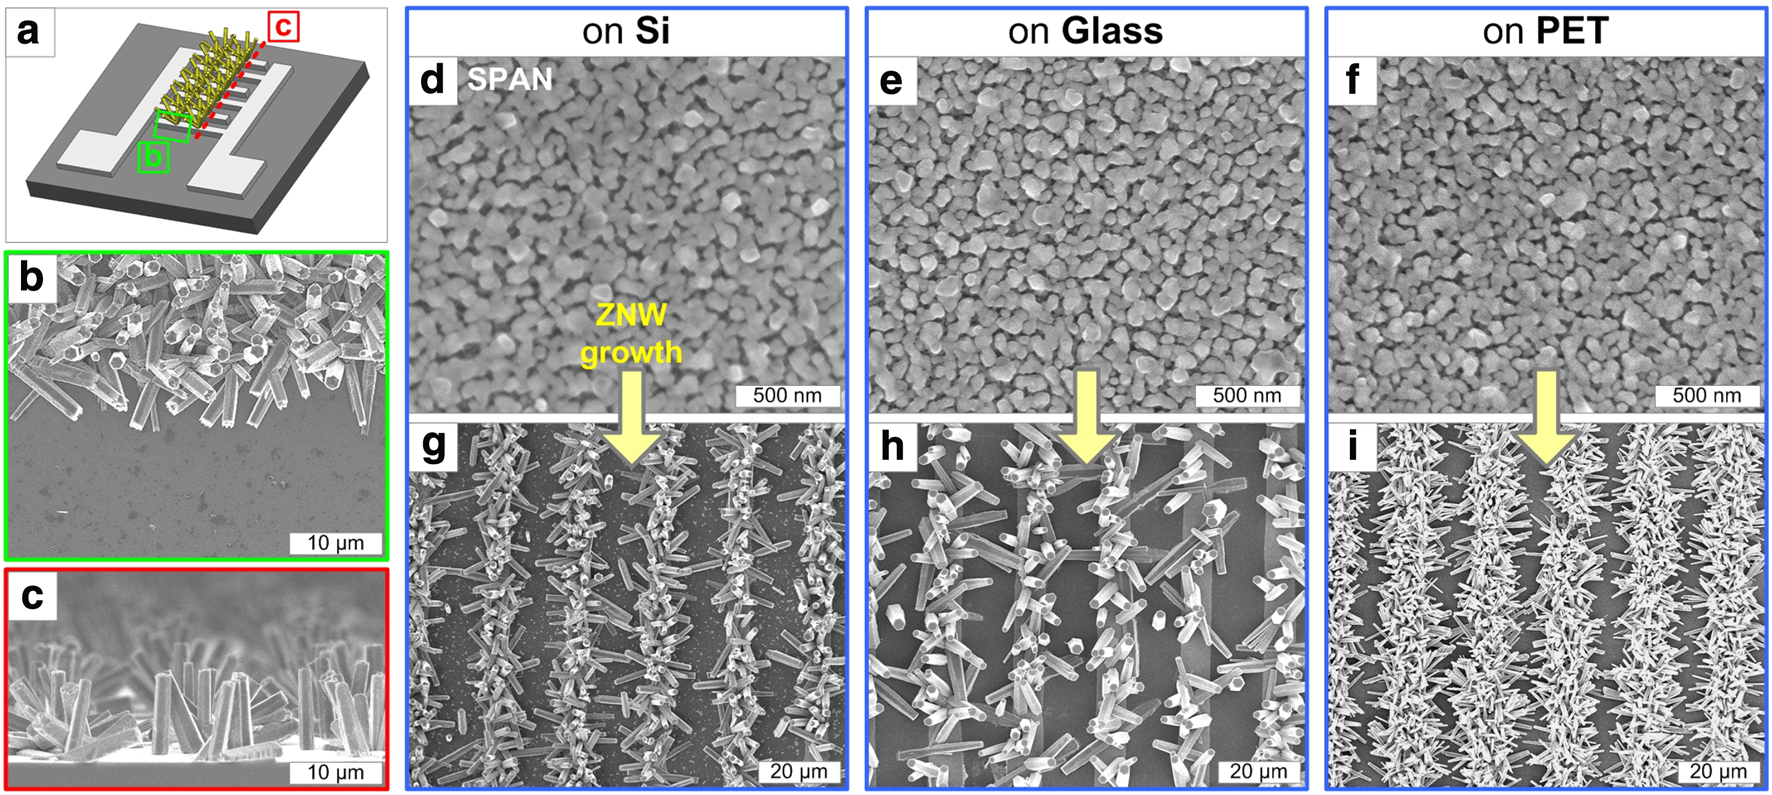 a
c
b
b
10 µm
c
10 µm
on Si
d
SPAN
ZNW
growth
500 nm
g
20 µm
on Glass
e
500 nm
h
20 µm
on PET
f
500 nm
i
20 µm